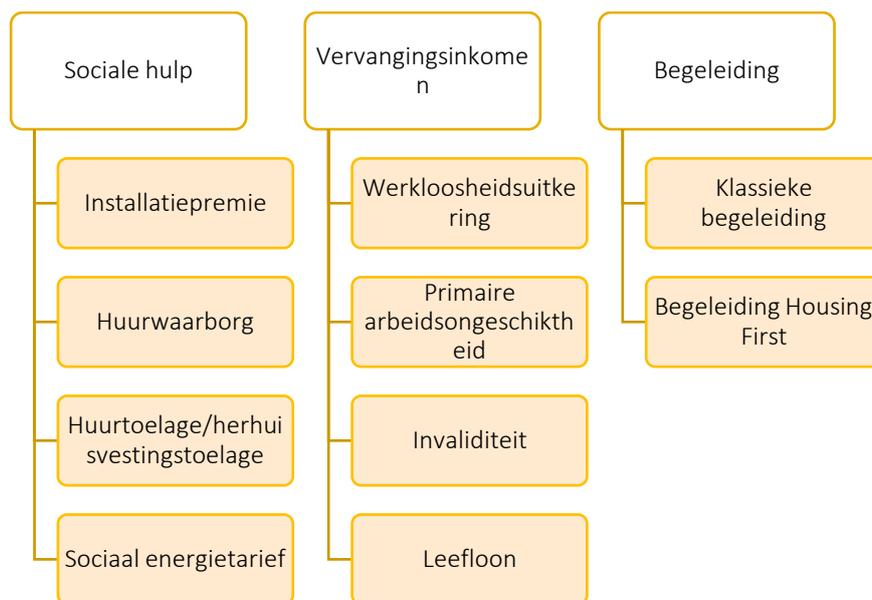 Sociale hulp
Vervangingsinkome
n
Begeleiding
Installatiepremie
Werkloosheidsuitke
ring
Klassieke
begeleiding
Huurwaarborg
Primaire
arbeidsongeschikth
eid
Begeleiding Housing
First
Huurtoelage/herhui
svestingstoelage
Invaliditeit
Sociaal energietarief
Leefloon